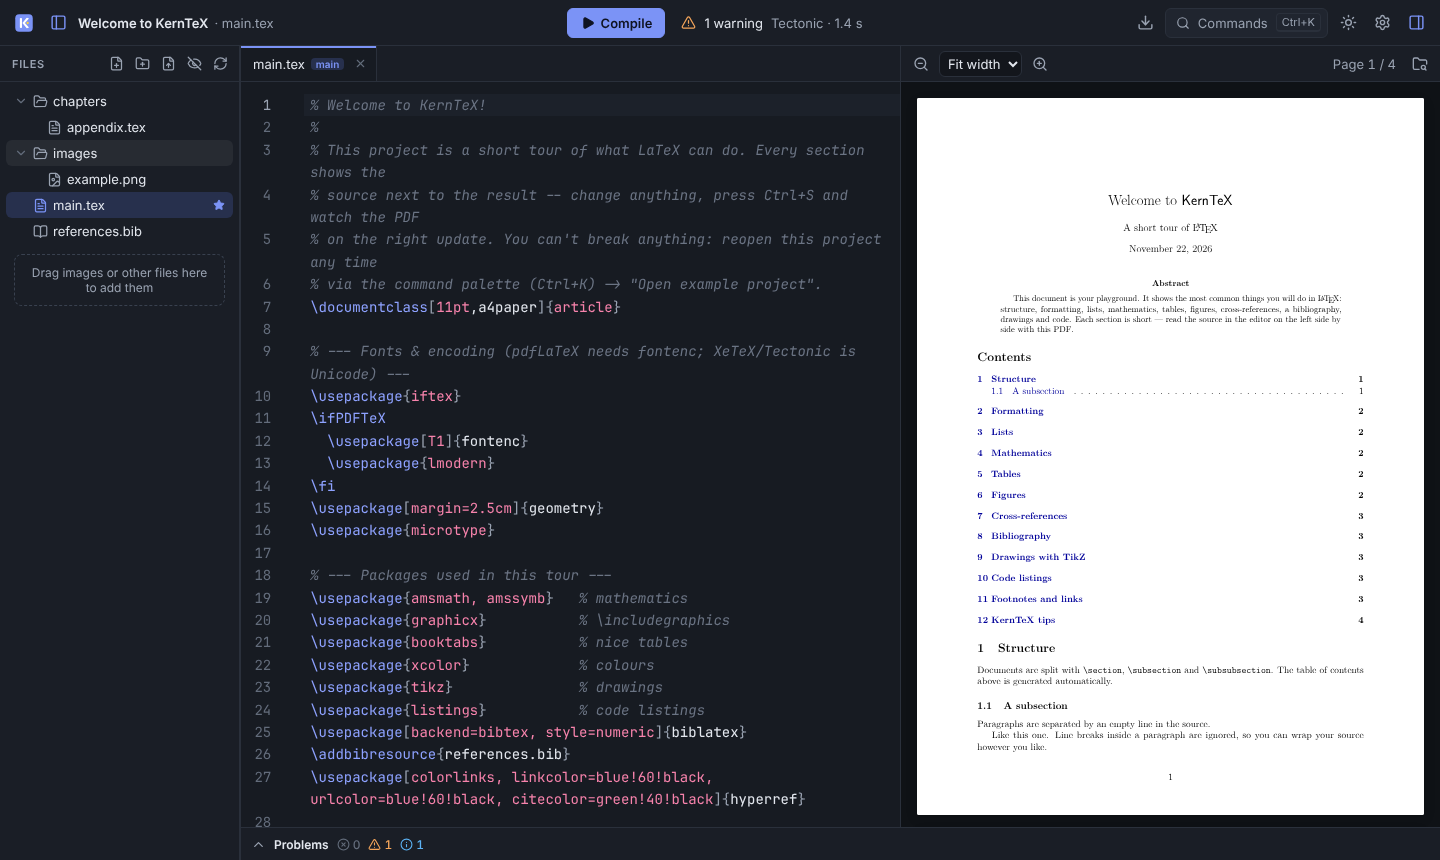 Welcome to KernTeX · main.tex
Compile
1 warning Tectonic · 1.4 s
Commands Ctrl+K
FILES
chapters
appendix.tex
images
example.png
main.tex
references.bib
Drag images or other files here
to add them
main.tex main
1 % Welcome to KernTeX!
2 %
3 % This project is a short tour of what LaTeX can do. Every section
shows the
4 % source next to the result -- change anything, press Ctrl+S and
watch the PDF
5 % on the right update. You can't break anything: reopen this project
any time
6 % via the command palette (Ctrl+K) -> "Open example project".
7 \documentclass[11pt,a4paper]{article}
8
9 % --- Fonts & encoding (pdfLaTeX needs fontenc; XeTeX/Tectonic is
Unicode) ---
10 \usepackage{iftex}
11 \ifPDFTeX
12 \usepackage[T1]{fontenc}
13 \usepackage{lmodern}
14 \fi
15 \usepackage[margin=2.5cm]{geometry}
16 \usepackage{microtype}
17
18 % --- Packages used in this tour ---
19 \usepackage{amsmath, amssymb} % mathematics
20 \usepackage{graphicx} % \includegraphics
21 \usepackage{booktabs} % nice tables
22 \usepackage{xcolor} % colours
23 \usepackage{tikz} % drawings
24 \usepackage{listings} % code listings
25 \usepackage[backend=bibtex, style=numeric]{biblatex}
26 \addbibresource{references.bib}
27 \usepackage[colorlinks, linkcolor=blue!60!black,
urlcolor=blue!60!black, citecolor=green!40!black]{hyperref}
28
Fit width
Page 1 / 4
Welcome to KernTeX
A short tour of LaTeX
November 22, 2026
Abstract
This document is your playground. It shows the most common things you will do in LaTeX:
structure, formatting, lists, mathematics, tables, figures, cross-references, a bibliography,
drawings and code. Each section is short — read the source in the editor on the left side by
side with this PDF.
Contents
1 Structure 1
1.1 A subsection . . . . . . . . . . . . . . . . . . . . . . . . . . . . . . . . . . 1
2 Formatting 2
3 Lists 2
4 Mathematics 2
5 Tables 2
6 Figures 2
7 Cross-references 3
8 Bibliography 3
9 Drawings with TikZ 3
10 Code listings 3
11 Footnotes and links 3
12 KernTeX tips 4
1 Structure
Documents are split with \section, \subsection and \subsubsection. The table of contents
above is generated automatically.
1.1 A subsection
Paragraphs are separated by an empty line in the source.
Like this one. Line breaks inside a paragraph are ignored, so you can wrap your source
however you like.
1
Problems 0 1 1